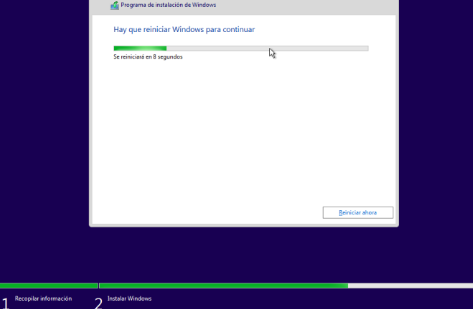 Programa de instalación de Windows
Hay que reiniciar Windows para continuar
Se reiniciará en 8 segundos
Reiniciar ahora
1 Recopilar información
2 Instalar Windows